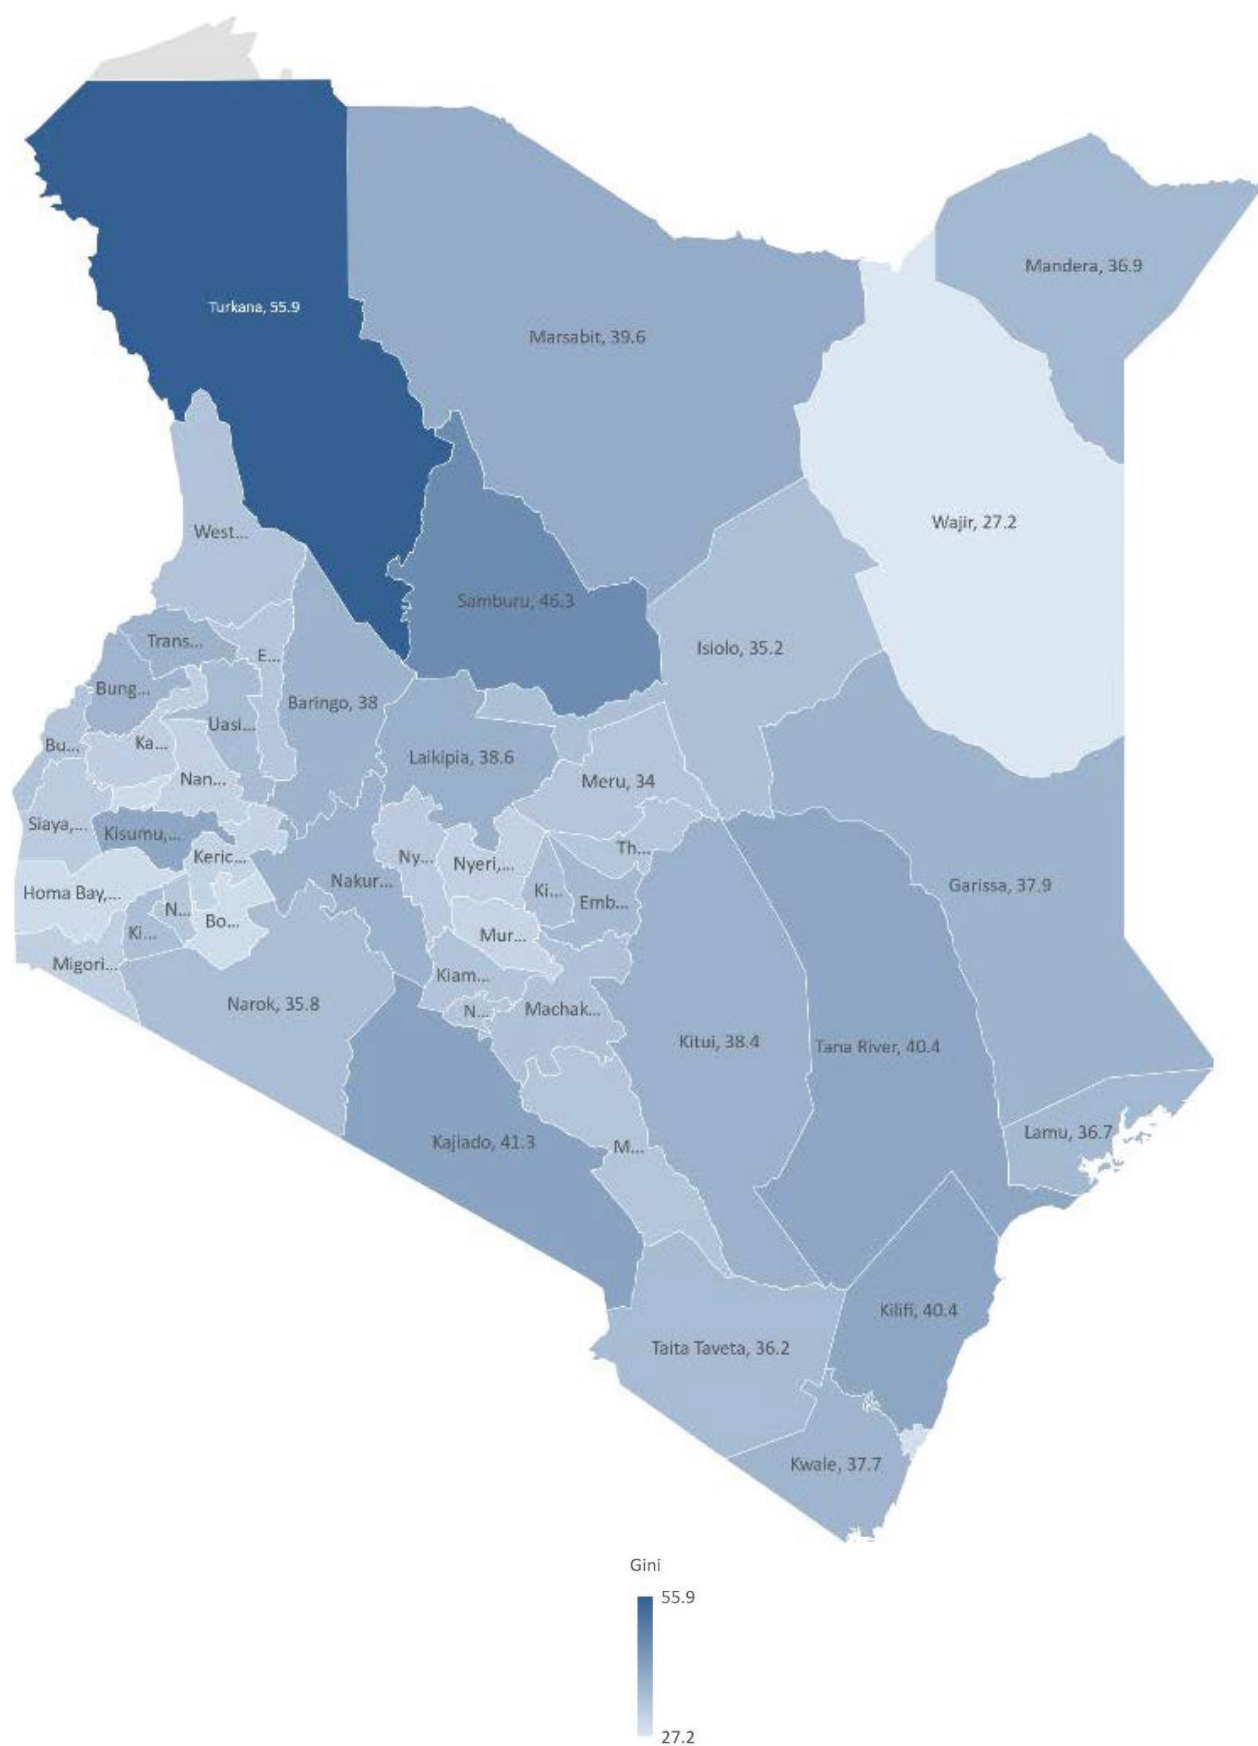 Mandera, 36.9
Turkana, 55.9
Marsabit, 39.6
Wajir, 27.2
West...
Samburu, 46.3
Trans...
E...
Isiolo, 35.2
Bung...
Baringo, 38
Uasi...
Bu...
Ka...
Laikipia, 38.6
Nan...
Meru, 34
Siaya,...
Kisumu,...
Keric...
Ny...
Nyeri,...
Th...
Homa Bay,...
Nakur...
Ki...
Emb...
Garissa, 37.9
N...
Bo...
Ki...
Mur...
Migori...
Kiam...
Narok, 35.8
N...
Machak...
Kitui, 38.4
Tana River, 40.4
Kajiado, 41.3
M...
Lamu, 36.7
Kilifi, 40.4
Taita Taveta, 36.2
Kwale, 37.7
Gini
55.9
27.2